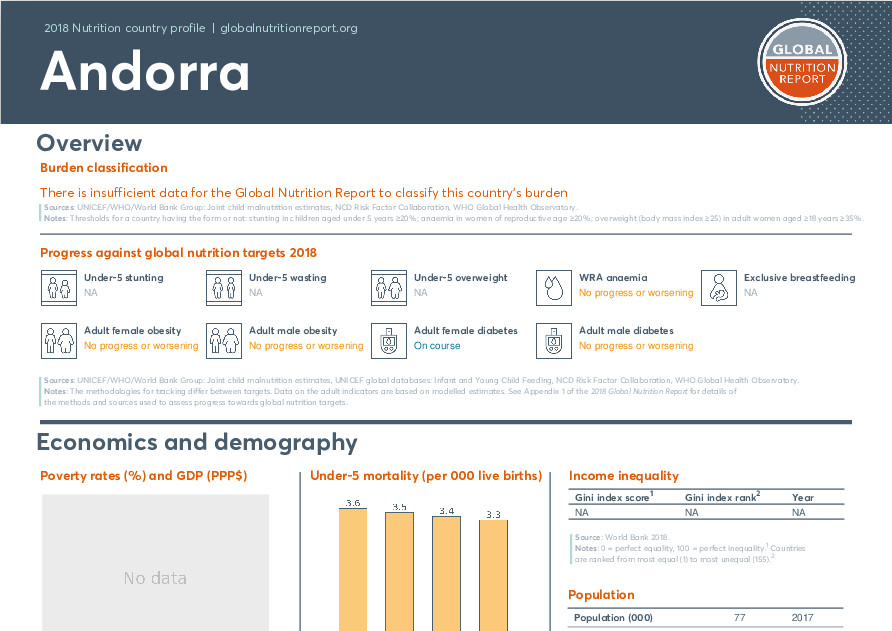 2018 Nutrition country profile | globalnutritionreport.org
Andorra
GLOBAL
NUTRITION
REPORT
Overview
Burden classification
There is insufficient data for the Global Nutrition Report to classify this country's burden
Sources: UNICEF/WHO/World Bank Group: Joint child malnutrition estimates, NCD Risk Factor Collaboration, WHO Global Health Observatory.
Notes: Thresholds for a country having the form or not: stunting in children aged under 5 years ≥20%; anaemia in women of reproductive age ≥20%; overweight (body mass index ≥25) in adult women aged ≥18 years ≥35%.
Progress against global nutrition targets 2018
Under-5 stunting
NA
Under-5 wasting
NA
Under-5 overweight
NA
WRA anaemia
No progress or worsening
Exclusive breastfeeding
NA
Adult female obesity
No progress or worsening
Adult male obesity
No progress or worsening
Adult female diabetes
On course
Adult male diabetes
No progress or worsening
Sources: UNICEF/WHO/World Bank Group: Joint child malnutrition estimates, UNICEF global databases: Infant and Young Child Feeding, NCD Risk Factor Collaboration, WHO Global Health Observatory.
Notes: The methodologies for tracking differ between targets. Data on the adult indicators are based on modelled estimates. See Appendix 1 of the 2018 Global Nutrition Report for details of
the methods and sources used to assess progress towards global nutrition targets.
Economics and demography
Poverty rates (%) and GDP (PPP$)
No data
Under-5 mortality (per 000 live births)
3.6 3.5 3.4 3.3
Income inequality
Gini index score1 Gini index rank2 Year
NA NA NA
Source: World Bank 2018.
Notes: 0 = perfect equality, 100 = perfect inequality.1 Countries
are ranked from most equal (1) to most unequal (155).2
Population
Population (000) 77 2017